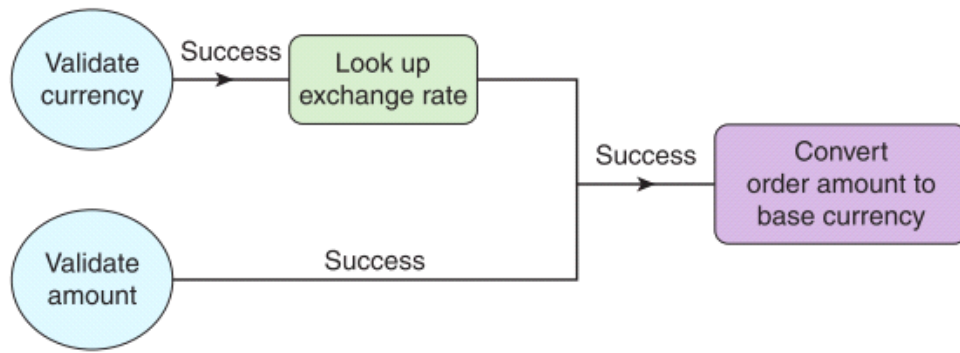 Validate
currency
Success
Look up
exchange rate
Success
Convert
order amount to
base currency
Validate
amount
Success